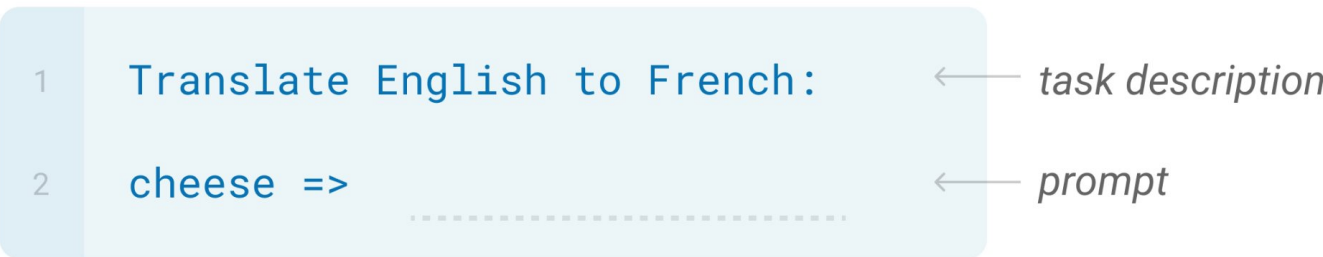 1 Translate English to French: task description
2 cheese => prompt